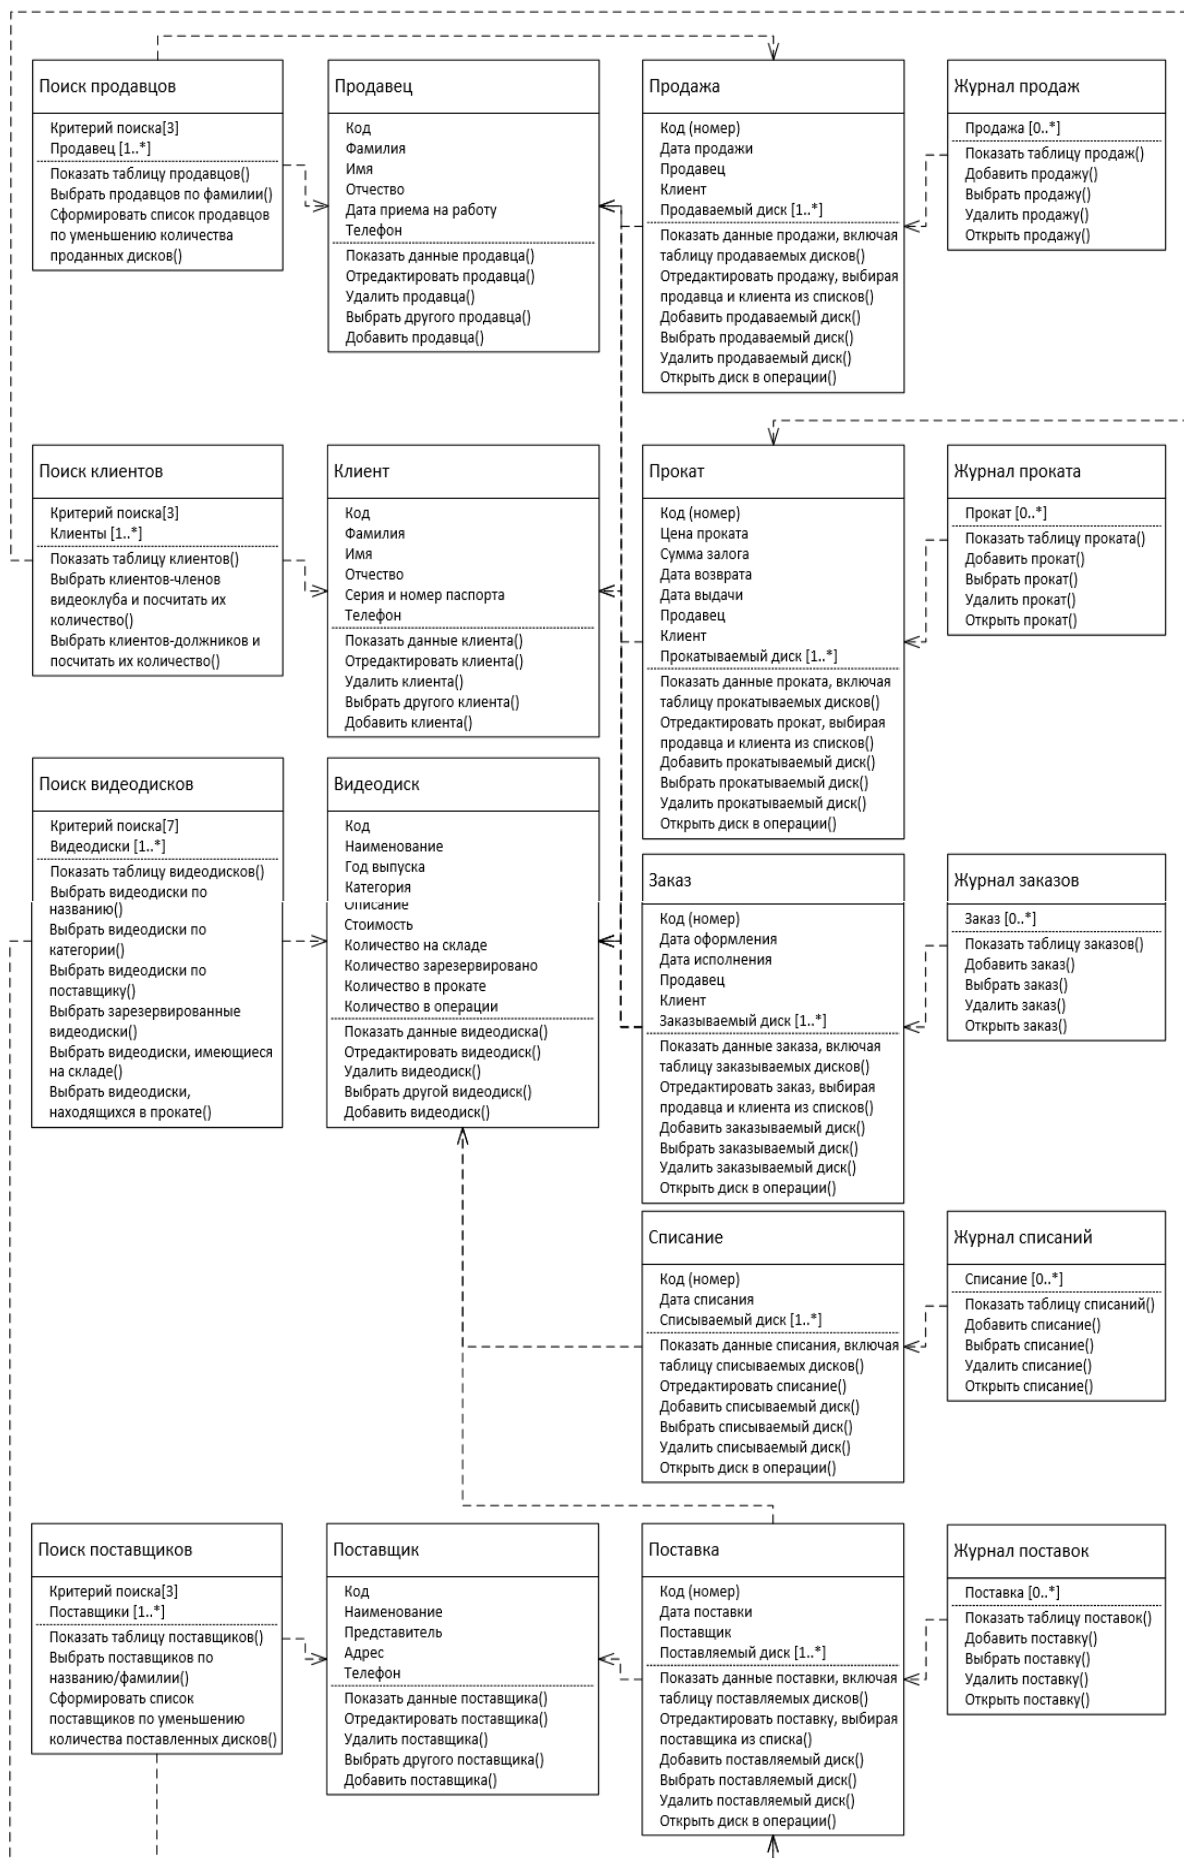 Поиск продавцов
Критерий поиска[3]
Продавец [1..*]
Показать таблицу продавцов()
Выбрать продавцов по фамилии()
Сформировать список продавцов
по уменьшению количества
проданных дисков()
Продавец
Код
Фамилия
Имя
Отчество
Дата приема на работу
Телефон
Показать данные продавца()
Отредактировать продавца()
Удалить продавца()
Выбрать другого продавца()
Добавить продавца()
Продажа
Код (номер)
Дата продажи
Продавец
Клиент
Продаваемый диск [1..*]
Показать данные продажи, включая
таблицу продаваемых дисков()
Отредактировать продажу, выбирая
продавца и клиента из списков()
Добавить продаваемый диск()
Выбрать продаваемый диск()
Удалить продаваемый диск()
Открыть диск в операции()
Журнал продаж
Продажа [0..*]
Показать таблицу продаж()
Добавить продажу()
Выбрать продажу()
Удалить продажу()
Открыть продажу()
Поиск клиентов
Критерий поиска[3]
Клиенты [1..*]
Показать таблицу клиентов()
Выбрать клиентов-членов
видеоклуба и посчитать их
количество()
Выбрать клиентов-должников и
посчитать их количество()
Клиент
Код
Фамилия
Имя
Отчество
Серия и номер паспорта
Телефон
Показать данные клиента()
Отредактировать клиента()
Удалить клиента()
Выбрать другого клиента()
Добавить клиента()
Прокат
Код (номер)
Цена проката
Сумма залога
Дата возврата
Дата выдачи
Продавец
Клиент
Прокатываемый диск [1..*]
Показать данные проката, включая
таблицу прокатываемых дисков()
Отредактировать прокат, выбирая
продавца и клиента из списков()
Добавить прокатываемый диск()
Выбрать прокатываемый диск()
Удалить прокатываемый диск()
Открыть диск в операции()
Журнал проката
Прокат [0..*]
Показать таблицу проката()
Добавить прокат()
Выбрать прокат()
Удалить прокат()
Открыть прокат()
Поиск видеодисков
Критерий поиска[7]
Видеодиски [1..*]
Показать таблицу видеодисков()
Выбрать видеодиски по
названию()
Выбрать видеодиски по
категории()
Выбрать видеодиски по
поставщику()
Выбрать зарезервированные
видеодиски()
Выбрать видеодиски, имеющиеся
на складе()
Выбрать видеодиски,
находящихся в прокате()
Видеодиск
Код
Наименование
Год выпуска
Категория
Описание
Стоимость
Количество на складе
Количество зарезервировано
Количество в прокате
Количество в операции
Показать данные видеодиска()
Отредактировать видеодиск()
Удалить видеодиск()
Выбрать другой видеодиск()
Добавить видеодиск()
Заказ
Код (номер)
Дата оформления
Дата исполнения
Продавец
Клиент
Заказываемый диск [1..*]
Показать данные заказа, включая
таблицу заказываемых дисков()
Отредактировать заказ, выбирая
продавца и клиента из списков()
Добавить заказываемый диск()
Выбрать заказываемый диск()
Удалить заказываемый диск()
Открыть диск в операции()
Журнал заказов
Заказ [0..*]
Показать таблицу заказов()
Добавить заказ()
Выбрать заказ()
Удалить заказ()
Открыть заказ()
Списание
Код (номер)
Дата списания
Списываемый диск [1..*]
Показать данные списания, включая
таблицу списываемых дисков()
Отредактировать списание()
Добавить списываемый диск()
Выбрать списываемый диск()
Удалить списываемый диск()
Открыть диск в операции()
Журнал списаний
Списание [0..*]
Показать таблицу списаний()
Добавить списание()
Выбрать списание()
Удалить списание()
Открыть списание()
Поиск поставщиков
Критерий поиска[3]
Поставщики [1..*]
Показать таблицу поставщиков()
Выбрать поставщиков по
названию/фамилии()
Сформировать список
поставщиков по уменьшению
количества поставленных дисков()
Поставщик
Код
Наименование
Представитель
Адрес
Телефон
Показать данные поставщика()
Отредактировать поставщика()
Удалить поставщика()
Выбрать другого поставщика()
Добавить поставщика()
Поставка
Код (номер)
Дата поставки
Поставщик
Поставляемый диск [1..*]
Показать данные поставки, включая
таблицу поставляемых дисков()
Отредактировать поставку, выбирая
поставщика из списка()
Добавить поставляемый диск()
Выбрать поставляемый диск()
Удалить поставляемый диск()
Открыть диск в операции()
Журнал поставок
Поставка [0..*]
Показать таблицу поставок()
Добавить поставку()
Выбрать поставку()
Удалить поставку()
Открыть поставку()